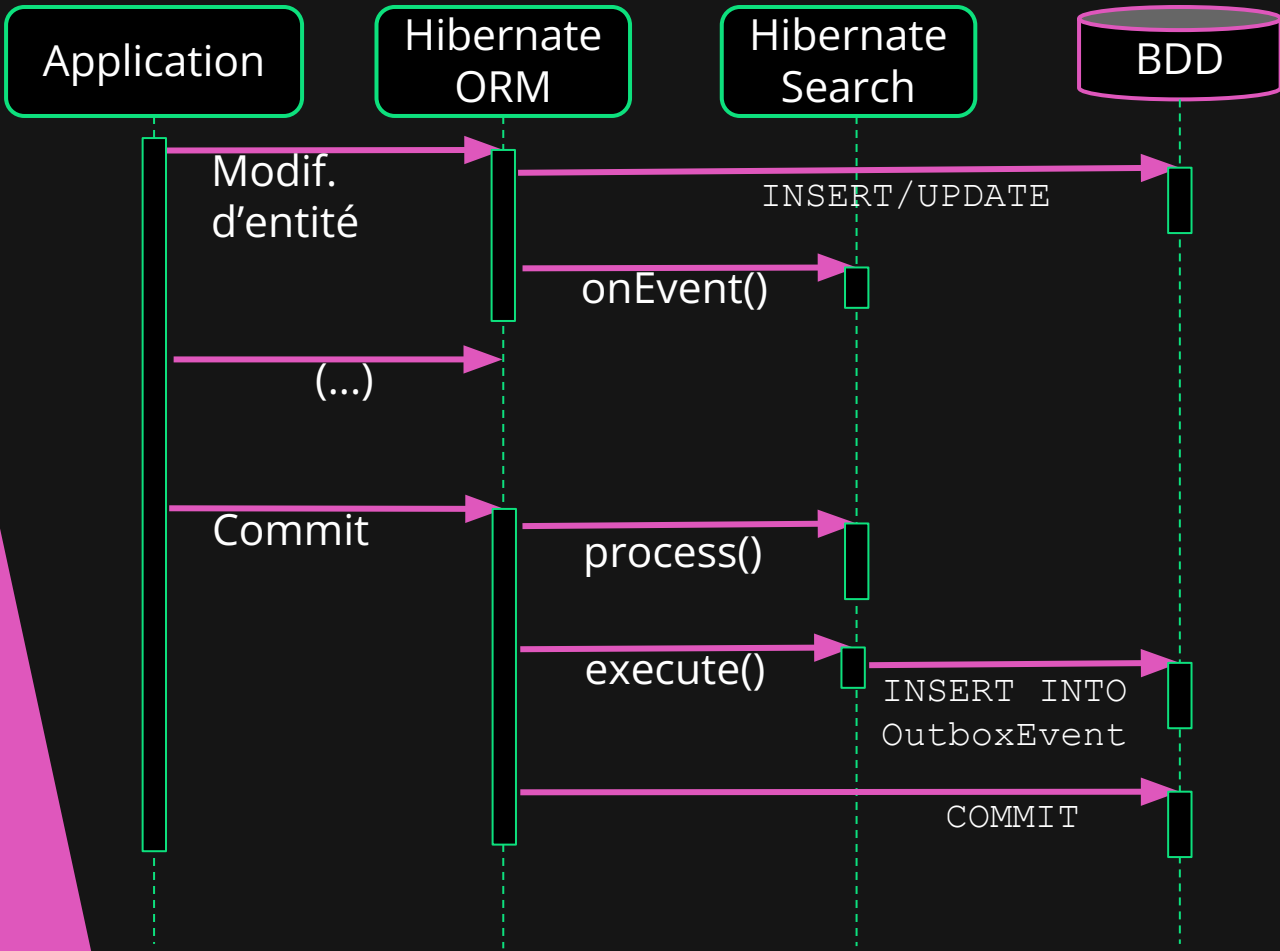 Application
Hibernate
ORM
Hibernate
Search
BDD
Modif.
d’entité
INSERT/UPDATE
onEvent()
(...)
Commit
process()
execute()
INSERT INTO
OutboxEvent
COMMIT